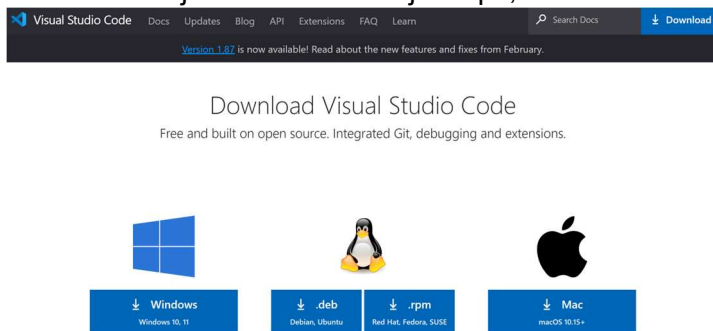 Visual Studio Code Docs Updates Blog API Extensions FAQ Learn Search Docs Download
Version 1.87 is now available! Read about the new features and fixes from February.
Download Visual Studio Code
Free and built on open source. Integrated Git, debugging and extensions.
Windows
Windows 10, 11
.deb
Debian, Ubuntu
.rpm
Red Hat, Fedora, SUSE
Mac
macOS 10.15+